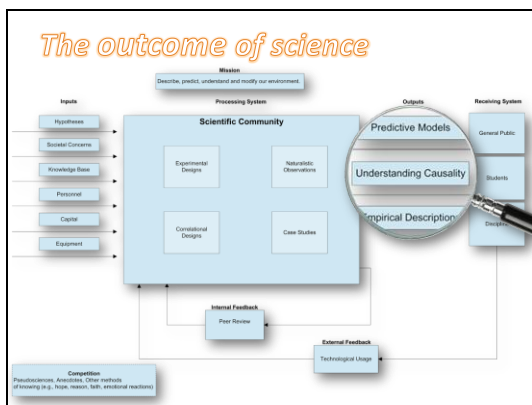 The outcome of science
Mission
Describe, predict, understand and modify our environment.
Inputs
Processing System
Outputs
Receiving System
Hypotheses
Societal Concerns
Knowledge Base
Personnel
Capital
Equipment
Scientific Community
Experimental
Designs
Naturalistic
Observations
Correlational
Designs
Case Studies
Predictive Models
Understanding Causality
Empirical Descriptions
General Public
Students
Internal Feedback
Peer Review
External Feedback
Technological Usage
Competition
Pseudosciences, Anecdotes, Other methods
of knowing (e.g., hope, reason, faith, emotional reactions)